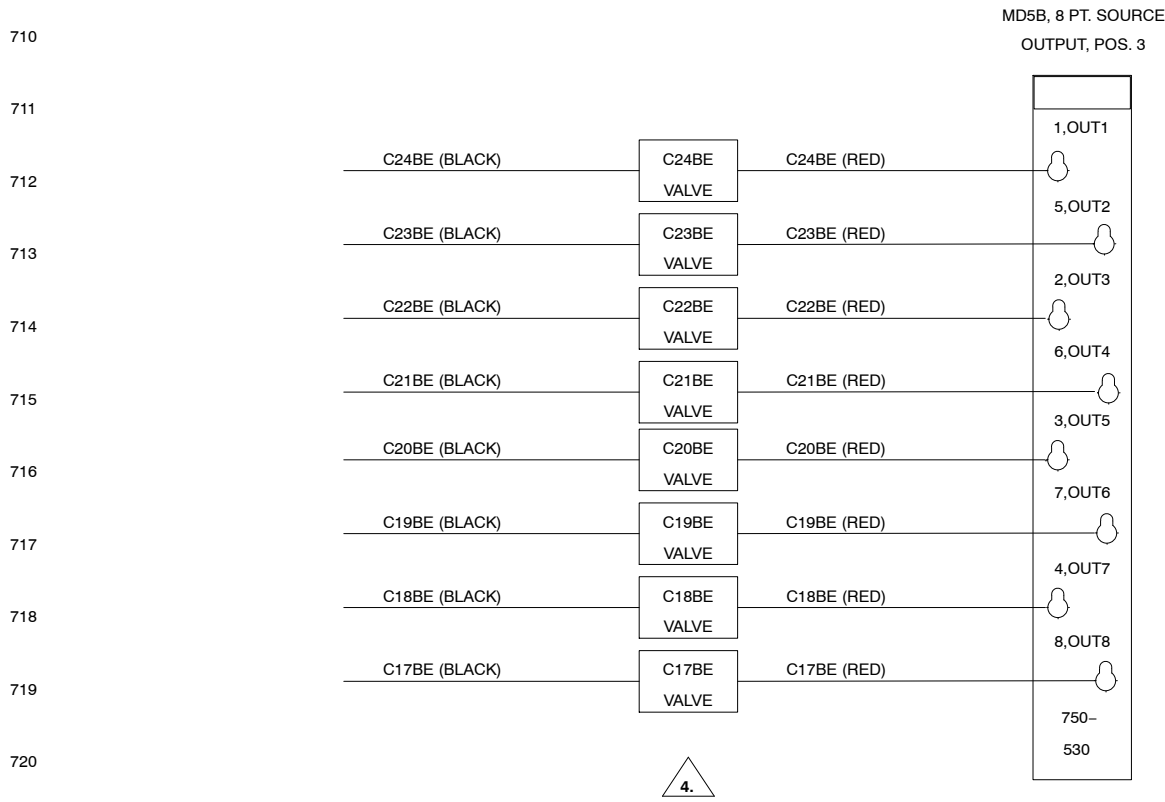 MD5B, 8 PT. SOURCE
710
OUTPUT, POS. 3
711
1,OUT1
C24BE (BLACK) C24BE C24BE (RED)
712
VALVE
5,OUT2
C23BE (BLACK) C23BE C23BE (RED)
713
VALVE
2,OUT3
C22BE (BLACK) C22BE C22BE (RED)
714
VALVE
6,OUT4
C21BE (BLACK) C21BE C21BE (RED)
715
VALVE
3,OUT5
C20BE (BLACK) C20BE C20BE (RED)
716
VALVE
7,OUT6
C19BE (BLACK) C19BE C19BE (RED)
717
VALVE
4,OUT7
C18BE (BLACK) C18BE C18BE (RED)
718
VALVE
8,OUT8
C17BE (BLACK) C17BE C17BE (RED)
719
VALVE
750–
530
720
4.